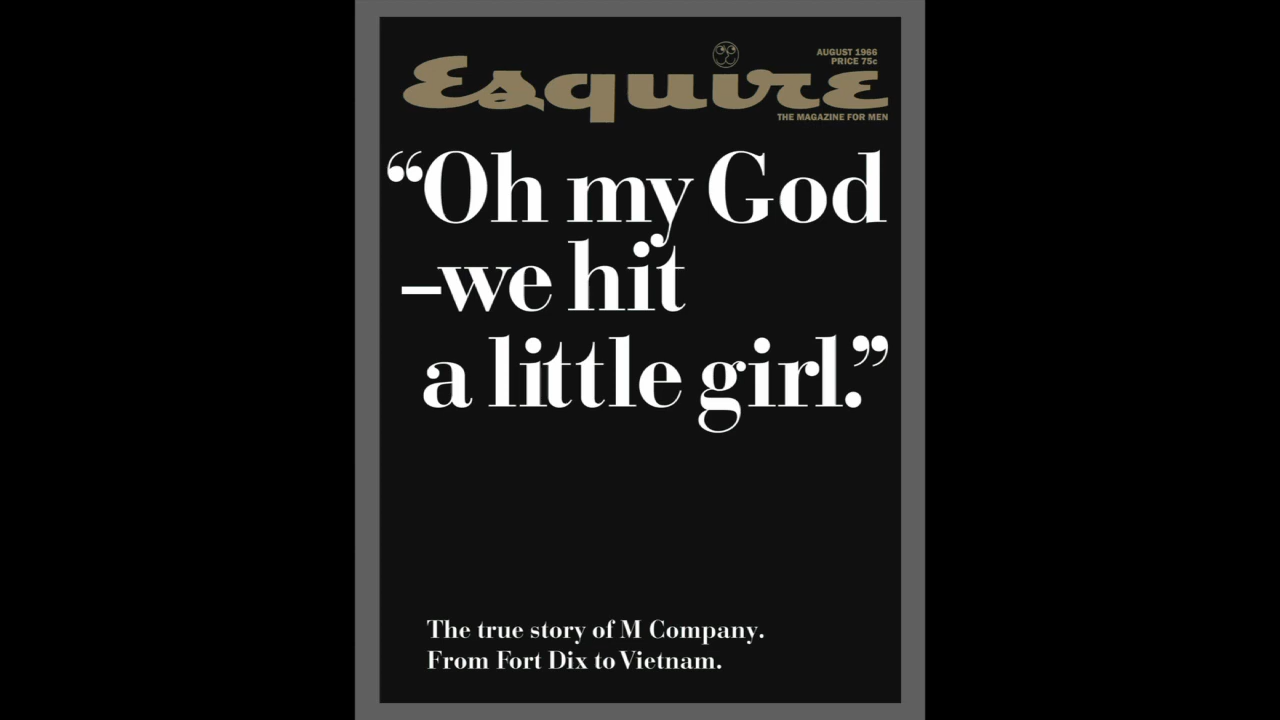 AUGUST 1966
PRICE 75c
Esquire
THE MAGAZINE FOR MEN
“Oh my God
–we hit
a little girl.”
The true story of M Company.
From Fort Dix to Vietnam.